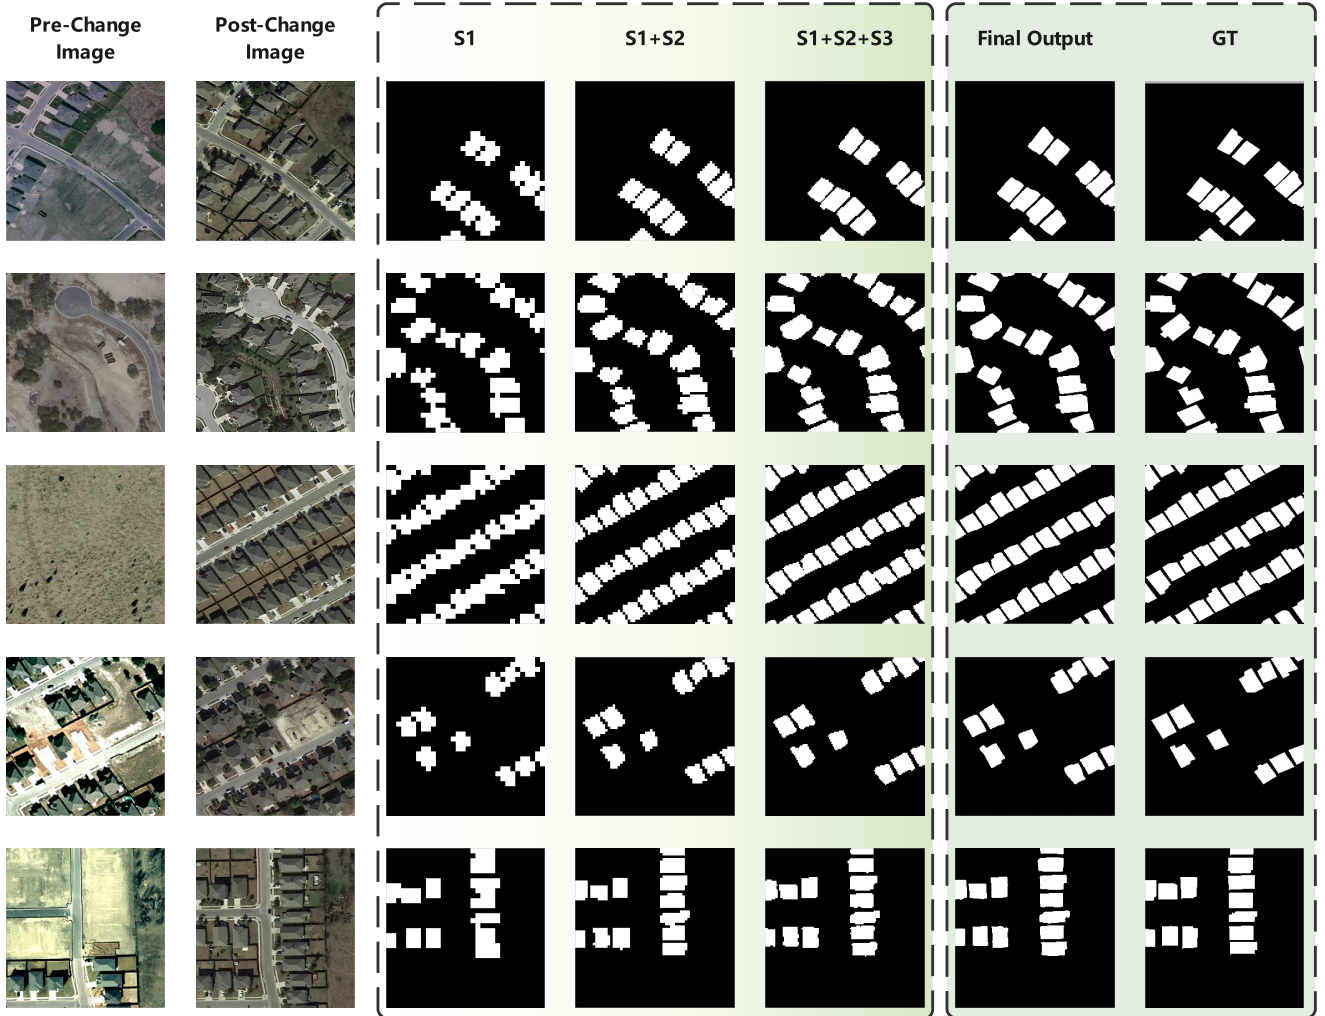 Pre-Change
Image
Post-Change
Image
S1
S1+S2
S1+S2+S3
Final Output
GT